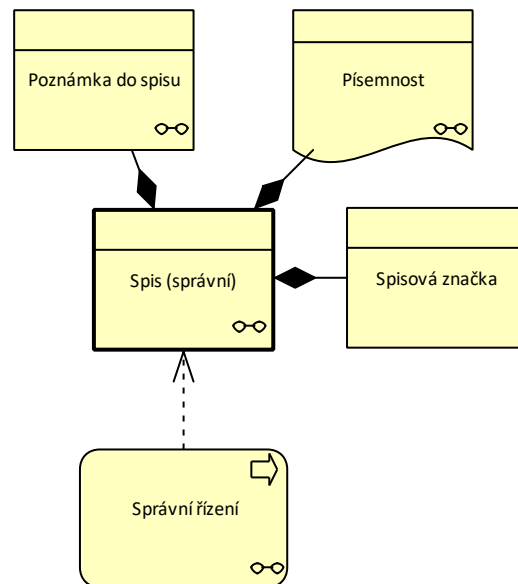 Poznámka do spisu
Písemnost
Spis (správní)
Spisová značka
Správní řízení